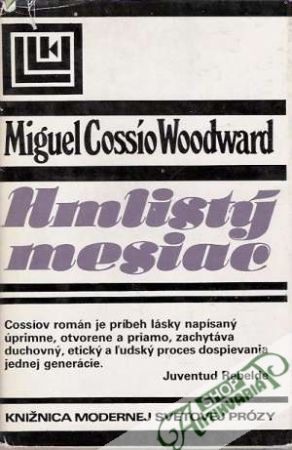 Miguel Cossío Woodward
Hmlistý
mesiac
Cossiov román je príbeh lásky napísaný
úprimne, otvorene a priamo, zachytáva
duchovný, etický a ľudský proces dospievania
jednej generácie.
Juventud Rebelde
KNIŽNICA MODERNEJ SVETOVEJ PRÓZY
SHOP